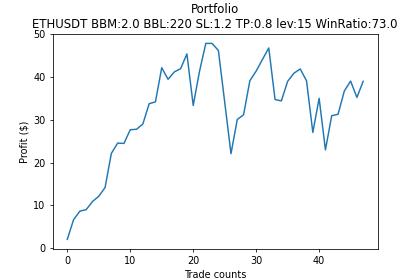 Portfolio
ETHUSDT BBM:2.0 BBL:220 SL:1.2 TP:0.8 lev:15 WinRatio:73.0
50
40
30
20
10
0
Profit ($)
0 10 20 30 40
Trade counts